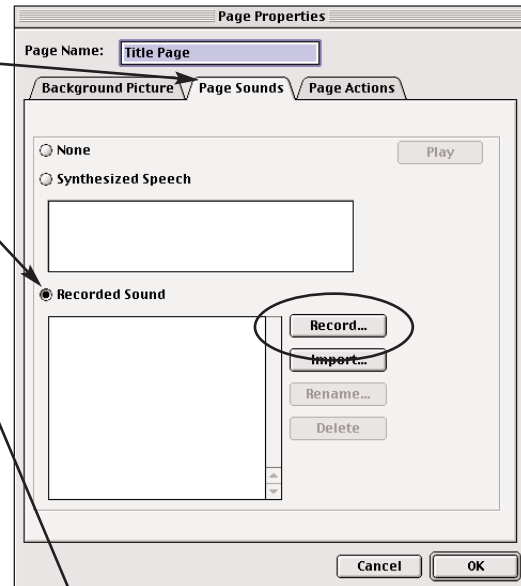 Page Properties
Page Name: Title Page
Background Picture Page Sounds Page Actions
None Play
Synthesized Speech
Recorded Sound
Record...
Import...
Rename...
Delete
Cancel OK